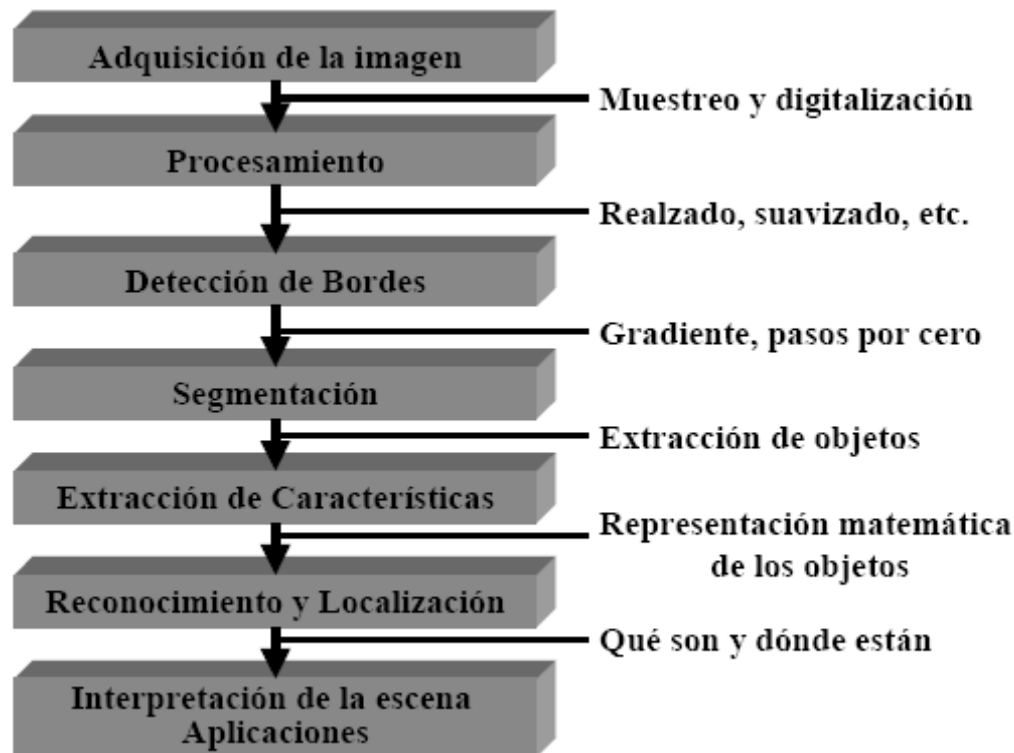 Adquisición de la imagen
Muestreo y digitalización
Procesamiento
Realzado, suavizado, etc.
Detección de Bordes
Gradiente, pasos por cero
Segmentación
Extracción de objetos
Extracción de Características
Representación matemática
de los objetos
Reconocimiento y Localización
Qué son y dónde están
Interpretación de la escena
Aplicaciones